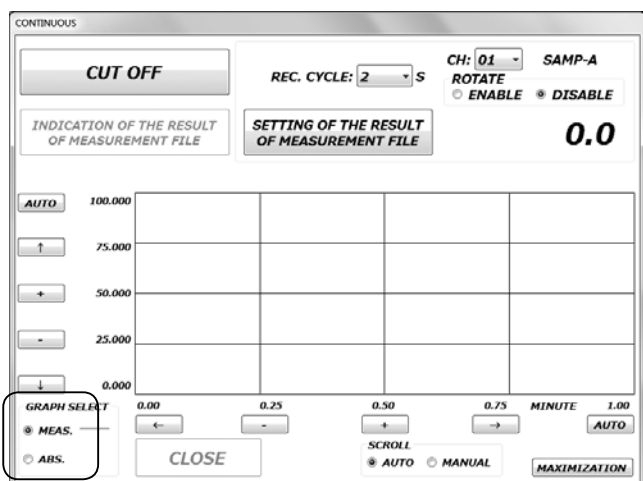 CONTINUOUS
CUT OFF
REC. CYCLE: 2 S
CH: 01 SAMP-A
ROTATE
ENABLE DISABLE
INDICATION OF THE RESULT
OF MEASUREMENT FILE
SETTING OF THE RESULT
OF MEASUREMENT FILE
0.0
AUTO 100.000
↑ 75.000
+ 50.000
- 25.000
↓ 0.000
GRAPH SELECT 0.00 0.25 0.50 0.75 MINUTE 1.00
MEAS. ← - + → AUTO
ABS. CLOSE
SCROLL
AUTO MANUAL
MAXIMIZATION